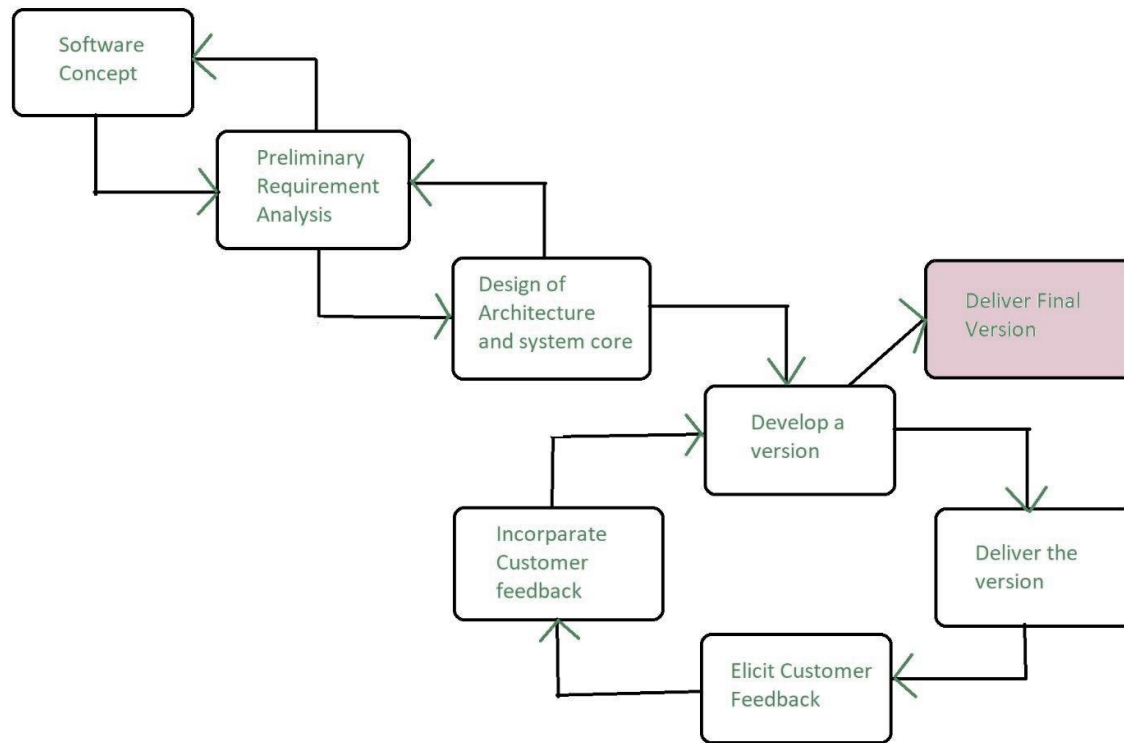 Software
Concept
Preliminary
Requirement
Analysis
Design of
Architecture
and system core
Deliver Final
Version
Develop a
version
Incorparate
Customer
feedback
Deliver the
version
Elicit Customer
Feedback